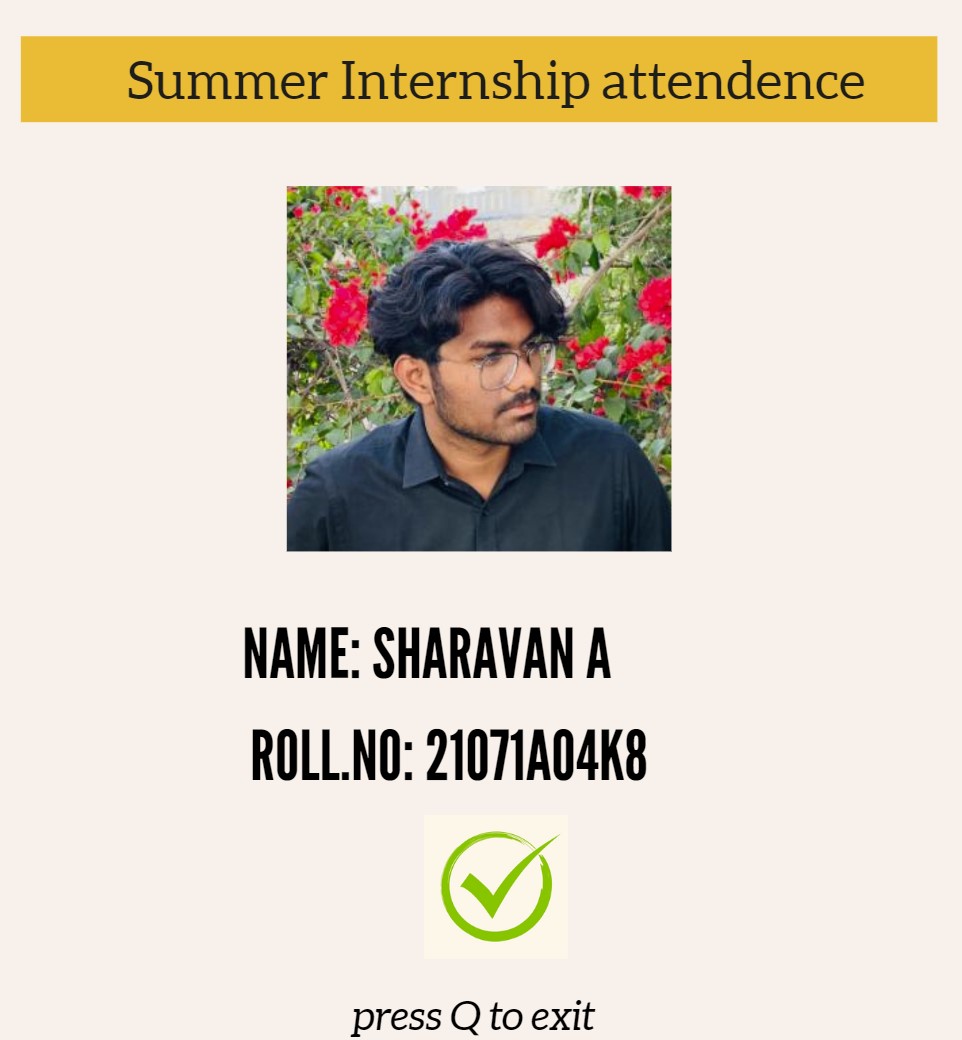 Summer Internship attendence
NAME: SHARAVAN A
ROLL.NO: 21071A04K8
press Q to exit